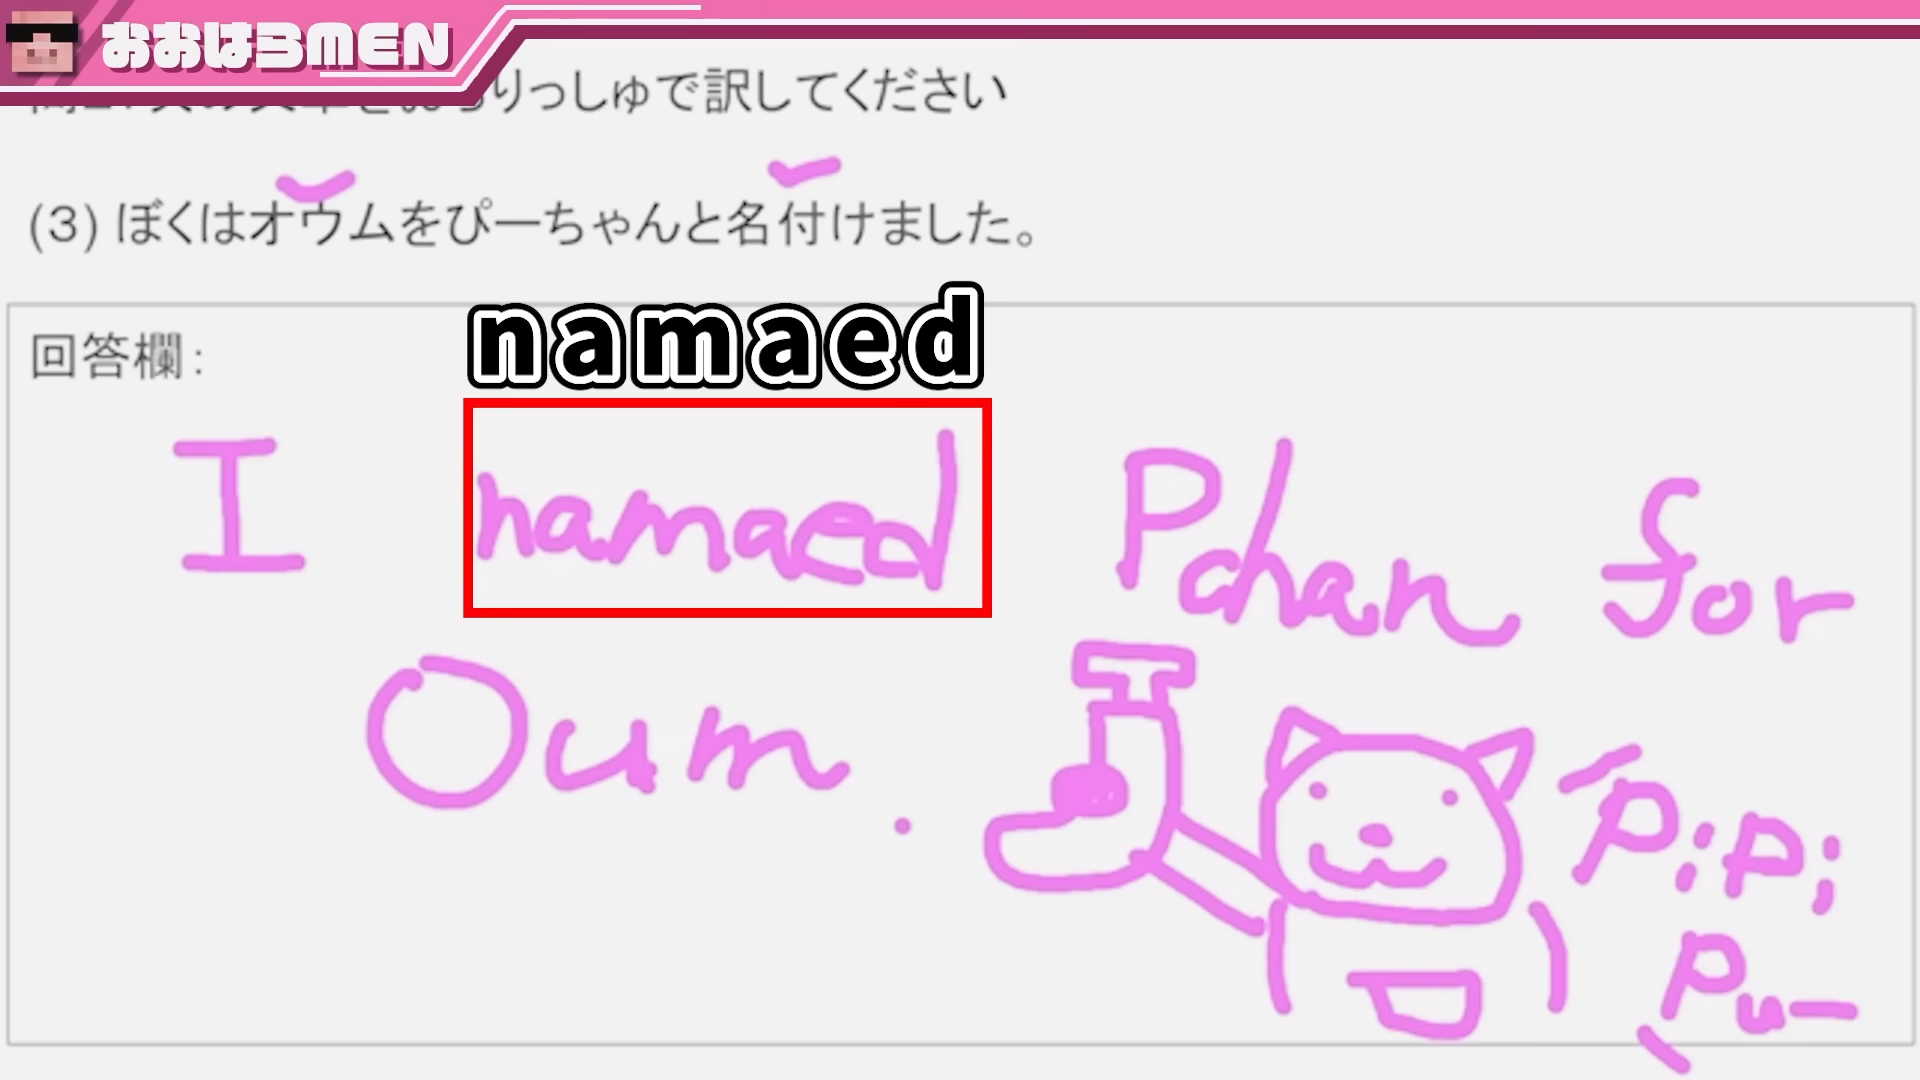 おおはらMEN
りっしゅで訳してください
(3) ぼくはオウムをぴーちゃんと名付けました。
namaed
回答欄:
I namaed Pchan for
Oum.
「Pipi
Pu-」